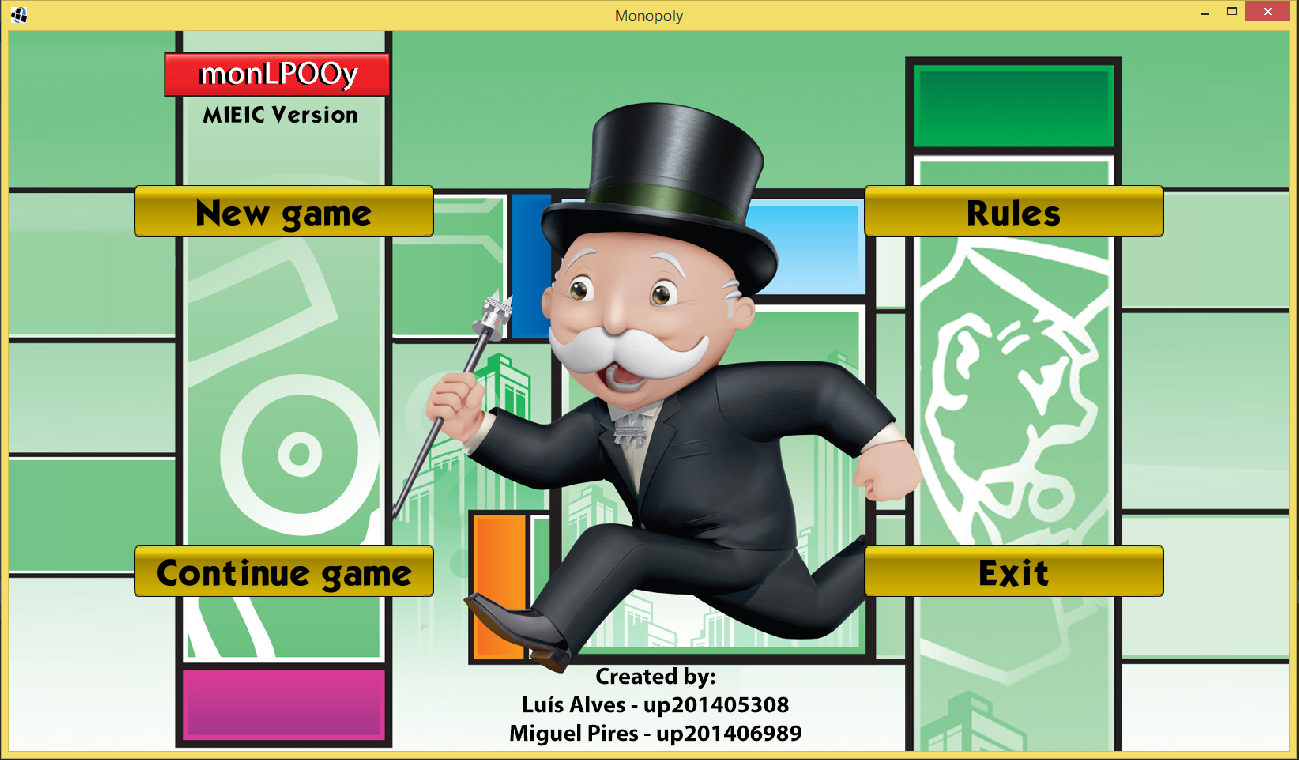 Monopoly
monLPOOy
MIEIC Version
New game
Rules
Continue game
Exit
Created by:
Luís Alves - up201405308
Miguel Pires - up201406989